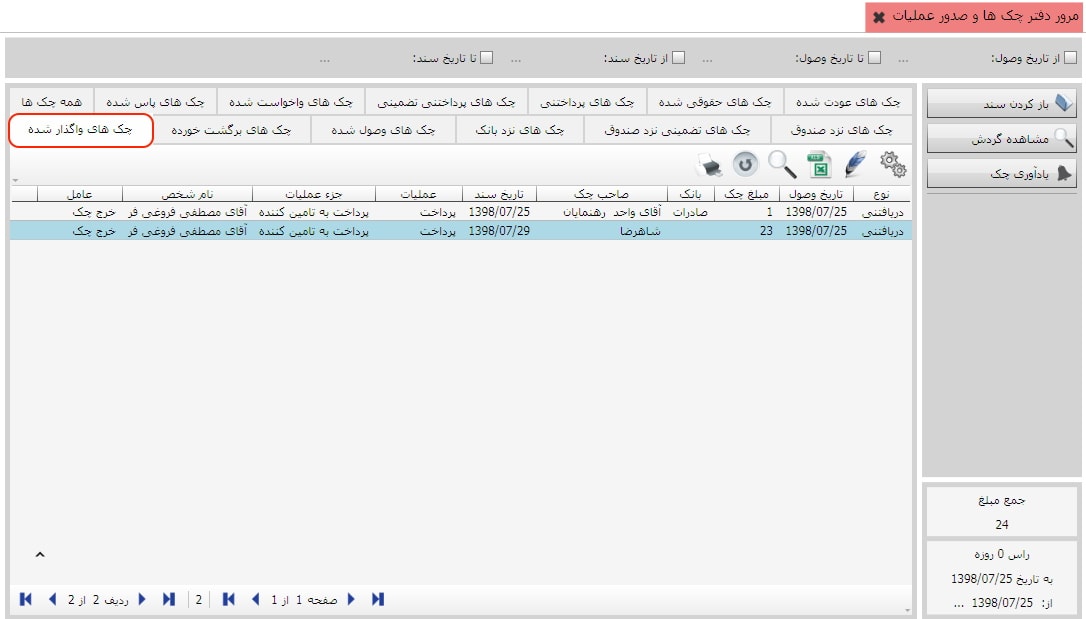 مرور دفتر چک ها و صدور عملیات
از تاریخ وصول: ... تا تاریخ وصول: ... از تاریخ سند: ... تا تاریخ سند: ...
باز کردن سند
مشاهده گردش
یادآوری چک
چک های عودت شده چک های حقوقی شده چک های پرداختنی چک های پرداختنی تضمینی چک های واخواست شده چک های پاس شده همه چک ها
چک های نزد صندوق چک های تضمینی نزد صندوق چک های نزد بانک چک های وصول شده چک های برگشت خورده چک های واگذار شده
نوع تاریخ وصول مبلغ چک بانک صاحب چک تاریخ سند عملیات جزء عملیات نام شخص عامل
دریافتنی 1398/07/25 1 صادرات آقای واحد رهنمایان 1398/07/25 پرداخت پرداخت به تامین کننده آقای مصطفی فروغی فر خرج چک
دریافتنی 1398/07/25 23 شاهرضا 1398/07/29 پرداخت پرداخت به تامین کننده آقای مصطفی فروغی فر خرج چک
صفحه 1 از 1 2 ردیف 2 از 2
جمع مبلغ
24
راس 0 روزه
به تاریخ 1398/07/25
از: 1398/07/25 ...